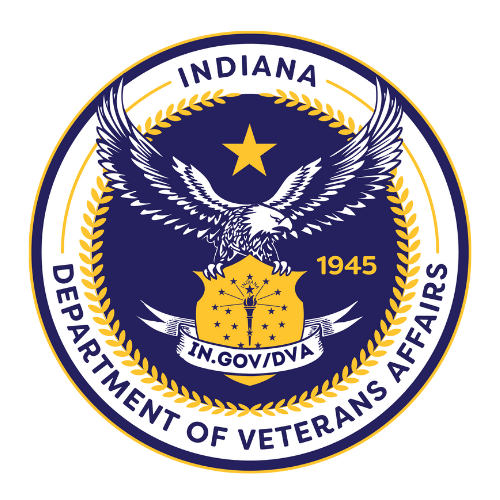 INDIANA
1945
IN.GOV/DVA
DEPARTMENT OF VETERANS AFFAIRS